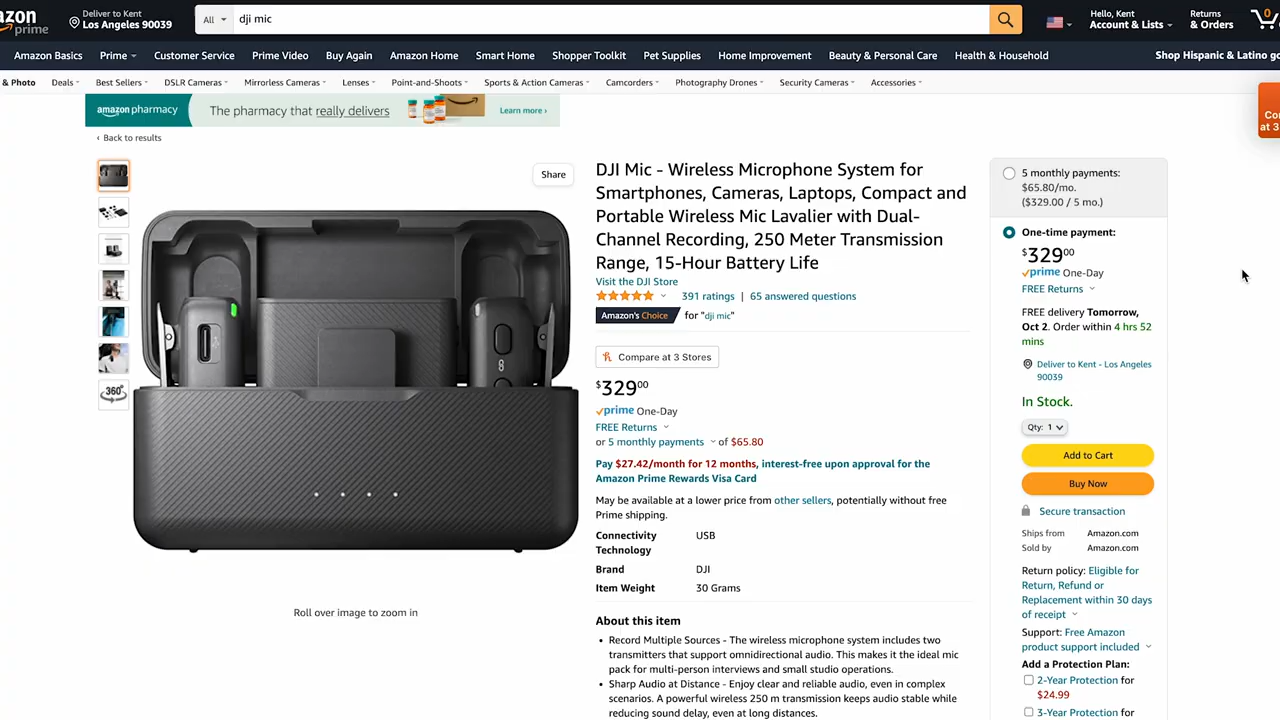 azon
prime
Deliver to Kent
Los Angeles 90039
All
dji mic
Hello, Kent
Account & Lists
Returns
& Orders
0
Amazon Basics
Prime
Customer Service
Prime Video
Buy Again
Amazon Home
Smart Home
Shopper Toolkit
Pet Supplies
Home Improvement
Beauty & Personal Care
Health & Household
Shop Hispanic & Latino
& Photo
Deals
Best Sellers
DSLR Cameras
Mirrorless Cameras
Lenses
Point-and-Shoots
Sports & Action Cameras
Camcorders
Photography Drones
Security Cameras
Accessories
amazon pharmacy
The pharmacy that really delivers
Learn more ›
‹ Back to results
Share
360°
Roll over image to zoom in
DJI Mic - Wireless Microphone System for
Smartphones, Cameras, Laptops, Compact and
Portable Wireless Mic Lavalier with Dual-
Channel Recording, 250 Meter Transmission
Range, 15-Hour Battery Life
Visit the DJI Store
391 ratings | 65 answered questions
Amazon's Choice for "dji mic"
Compare at 3 Stores
$329 00
prime One-Day
FREE Returns
or 5 monthly payments of $65.80
Pay $27.42/month for 12 months, interest-free upon approval for the
Amazon Prime Rewards Visa Card
May be available at a lower price from other sellers, potentially without free
Prime shipping.
Connectivity Technology USB
Brand DJI
Item Weight 30 Grams
About this item
• Record Multiple Sources - The wireless microphone system includes two
transmitters that support omnidirectional audio. This makes it the ideal mic
pack for multi-person interviews and small studio operations.
• Sharp Audio at Distance - Enjoy clear and reliable audio, even in complex
scenarios. A powerful wireless 250 m transmission keeps audio stable while
reducing sound delay, even at long distances.
5 monthly payments:
$65.80/mo.
($329.00 / 5 mo.)
One-time payment:
$329 00
prime One-Day
FREE Returns
FREE delivery Tomorrow,
Oct 2. Order within 4 hrs 52
mins
Deliver to Kent - Los Angeles
90039
In Stock.
Qty: 1
Add to Cart
Buy Now
Secure transaction
Ships from Amazon.com
Sold by Amazon.com
Return policy: Eligible for
Return, Refund or
Replacement within 30 days
of receipt
Support: Free Amazon
product support included
Add a Protection Plan:
2-Year Protection for
$24.99
3-Year Protection for
at 3